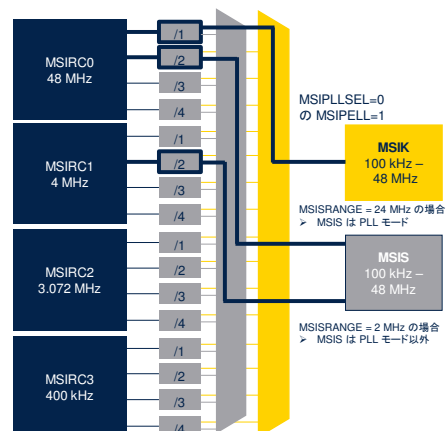 MSIRC0
48 MHz
/1
/2
/3
/4
MSIRC1
4 MHz
/1
/2
/3
/4
MSIRC2
3.072 MHz
/1
/2
/3
/4
MSIRC3
400 kHz
/1
/2
/3
/4
MSIPLLSEL=0
の MSIPELL=1
MSIK
100 kHz –
48 MHz
MSISRANGE = 24 MHz の場合
➢ MSIS は PLL モード
MSIS
100 kHz –
48 MHz
MSISRANGE = 2 MHz の場合
➢ MSIS は PLL モード以外